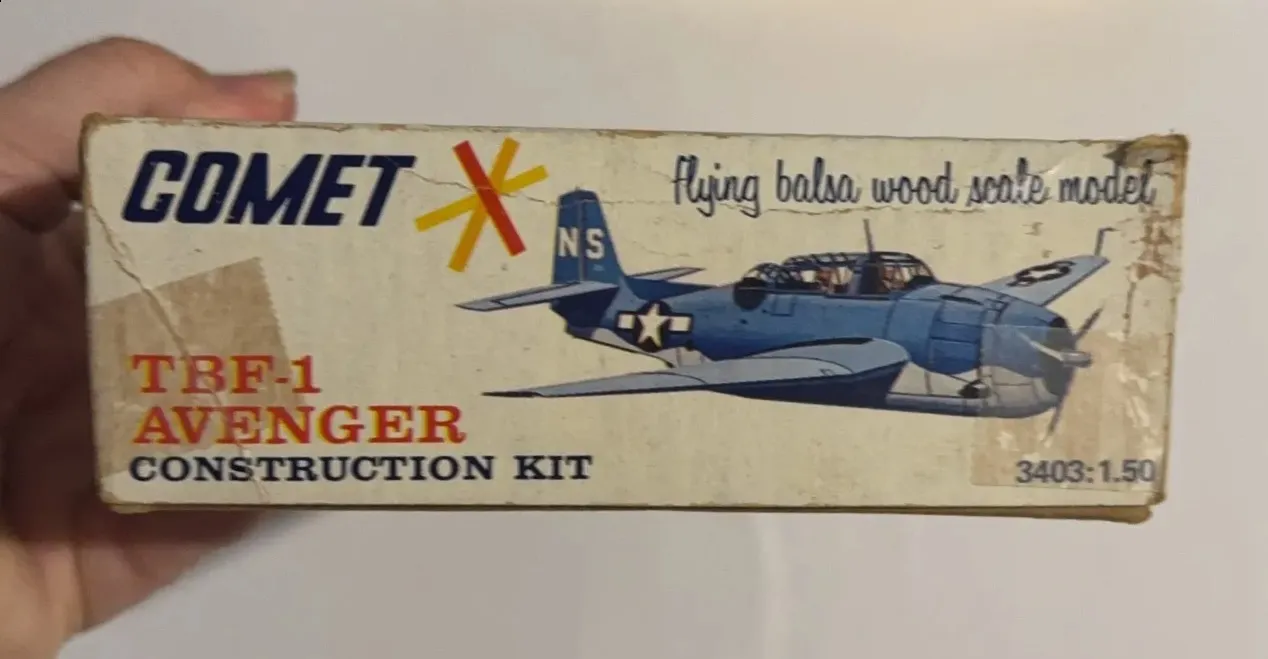 COMET
flying balsa wood scale model
NS
TBF-1
AVENGER
CONSTRUCTION KIT
3403:1.50